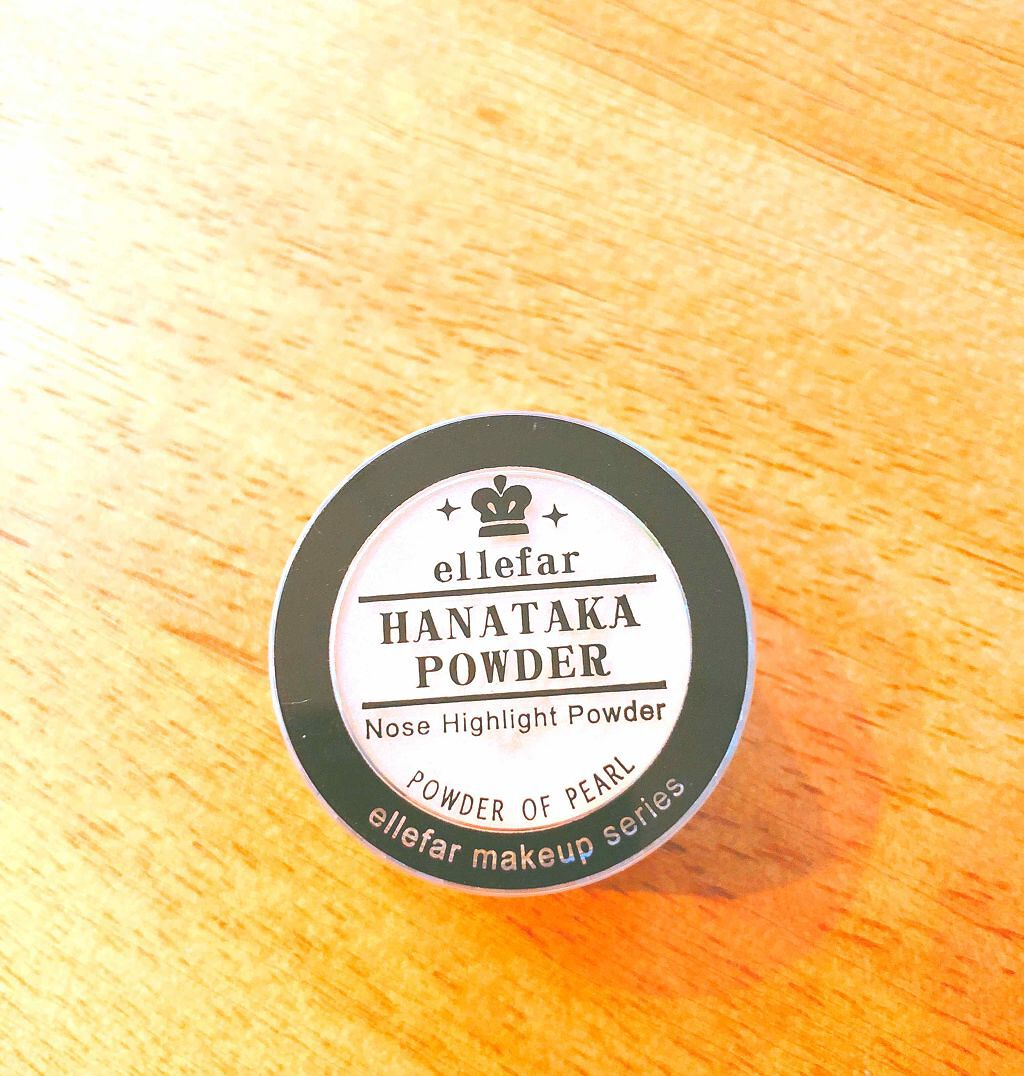 ellefar
HANATAKA
POWDER
Nose Highlight Powder
POWDER OF PEARL
ellefar makeup series